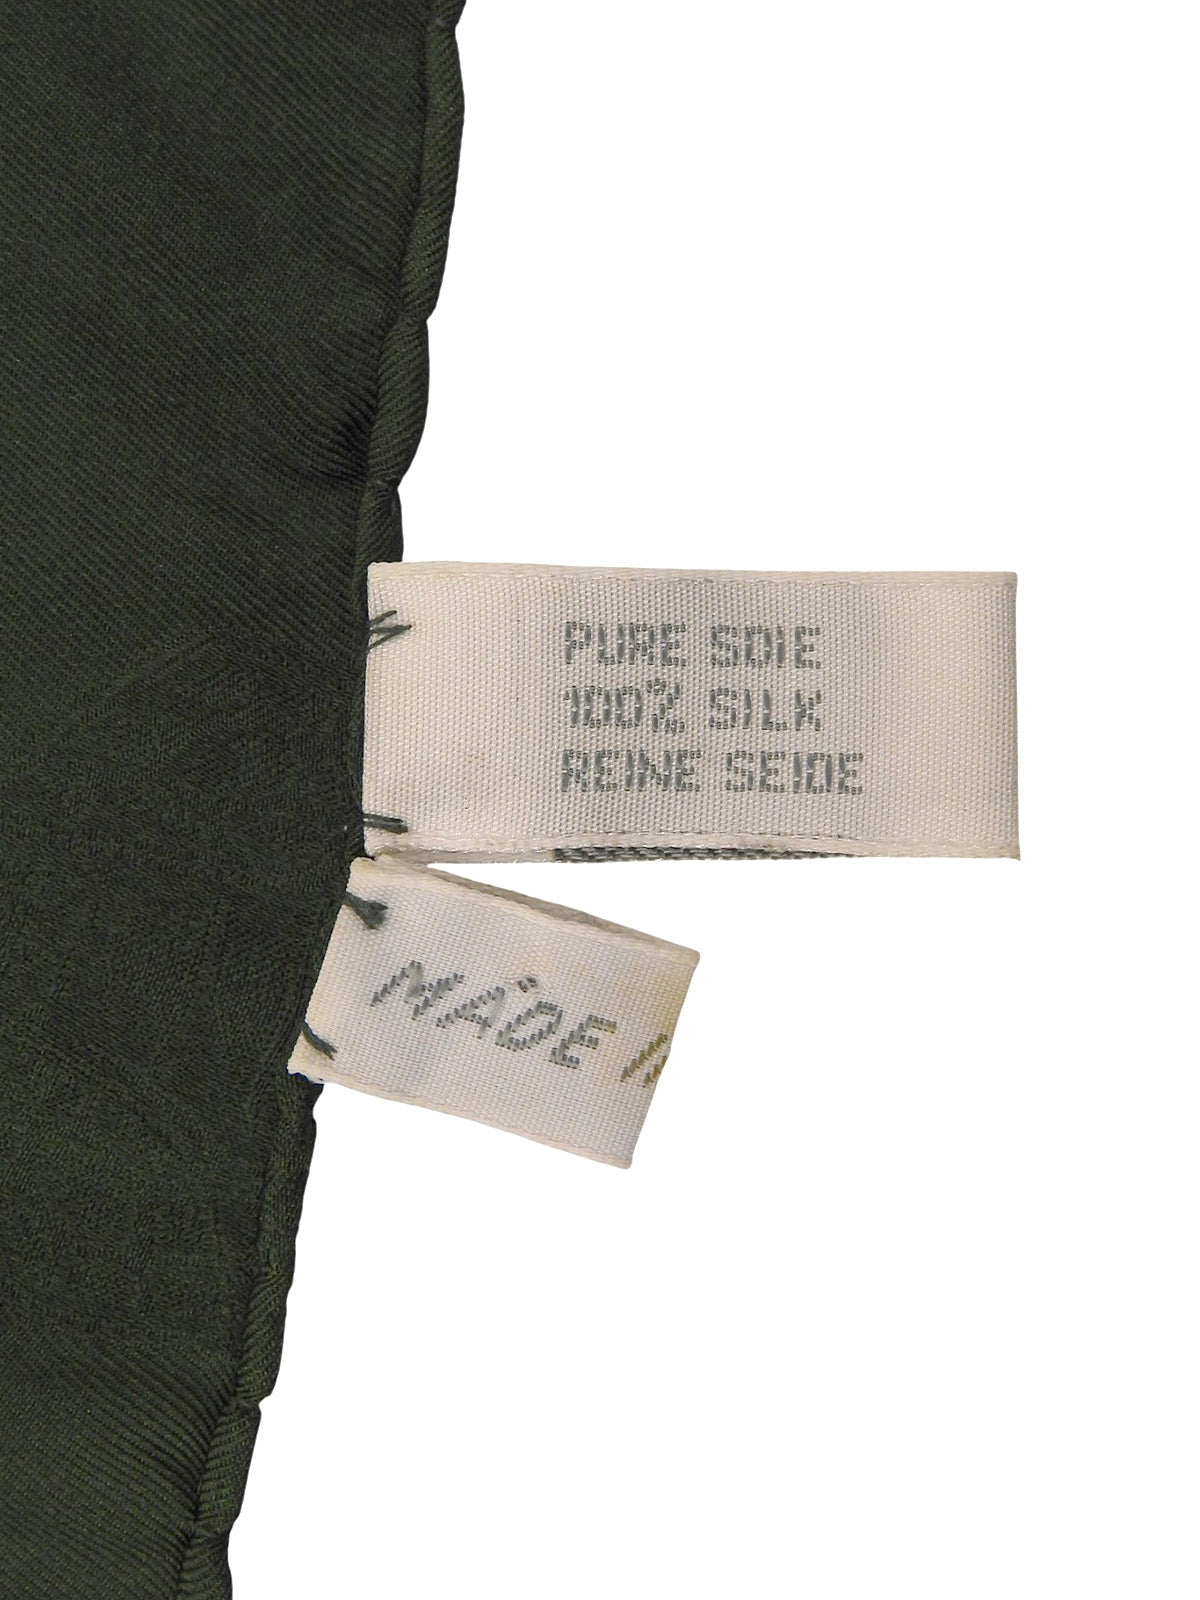 PURE SOIE
100% SILK
REINE SEIDE
MADE